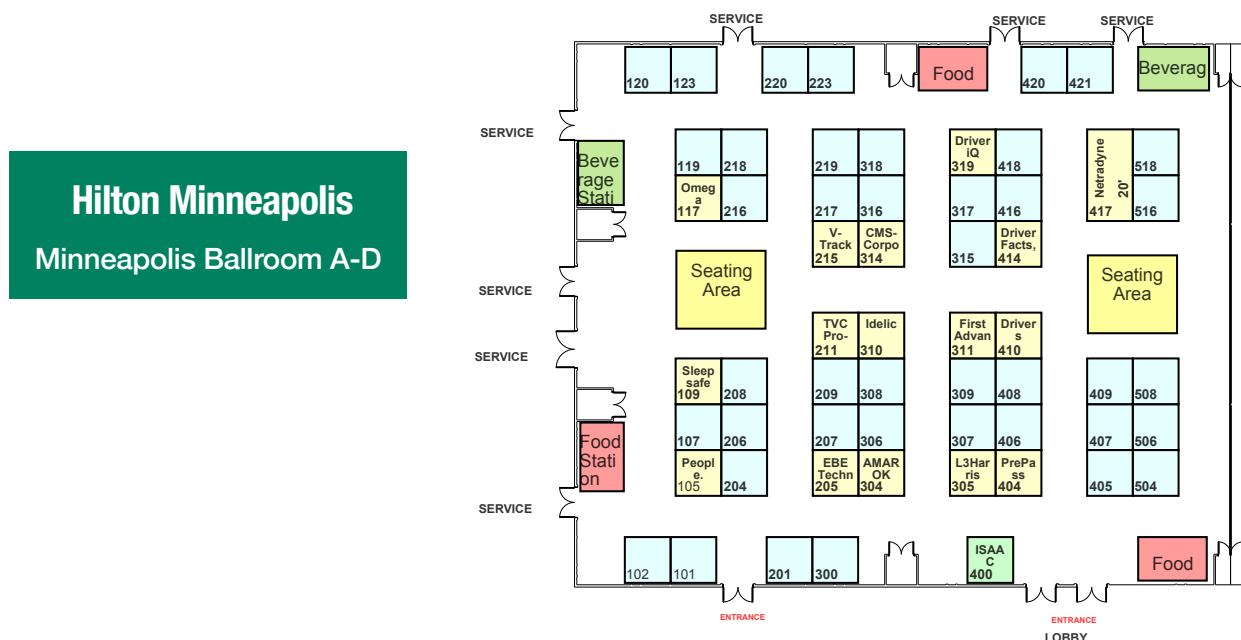 Hilton Minneapolis
Minneapolis Ballroom A-D
SERVICE
SERVICE
SERVICE
120
123
220
223
Food
420
421
Beverag
SERVICE
Beve
rage
Stati
119
218
219
318
Driver
iQ
319
418
Netradyne
20'
417
518
Omeg
a
117
216
217
316
317
416
516
V-
Track
215
CMS-
Corpo
314
315
Driver
Facts,
414
Seating
Area
Seating
Area
SERVICE
SERVICE
TVC
Pro-
211
Idelic
310
First
Advan
311
Driver
s
410
Sleep
safe
109
208
209
308
309
408
409
508
107
206
207
306
307
406
407
506
Food
Stati
on
People.
105
204
EBE
Techn
205
AMAR
OK
304
L3Har
ris
305
PrePa
ss
404
405
504
SERVICE
102
101
201
300
ISAA
C
400
Food
ENTRANCE
ENTRANCE
LOBBY